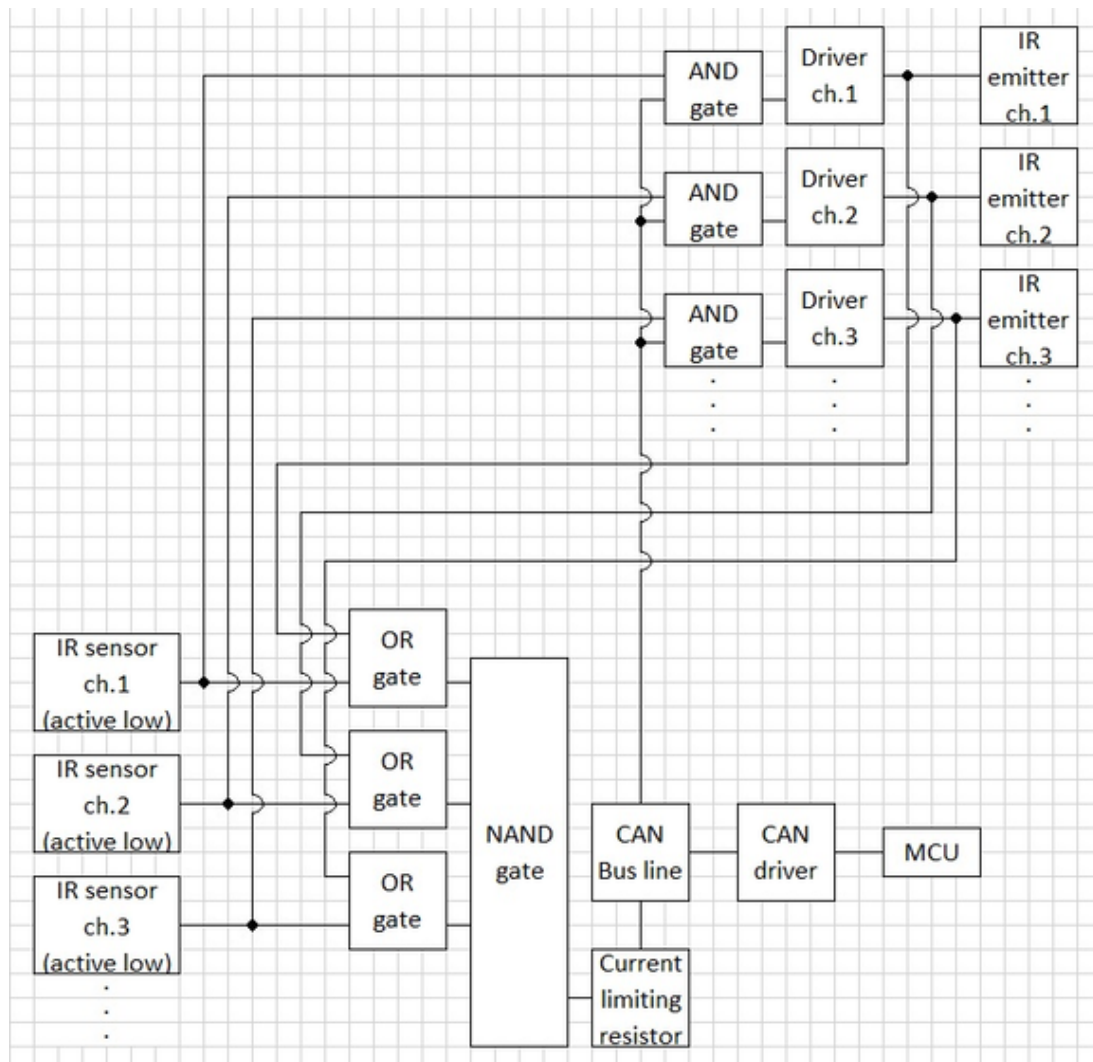 AND
gate
Driver
ch.1
IR
emitter
ch.1
AND
gate
Driver
ch.2
IR
emitter
ch.2
AND
gate
Driver
ch.3
IR
emitter
ch.3
IR sensor
ch.1
(active low)
OR
gate
IR sensor
ch.2
(active low)
OR
gate
IR sensor
ch.3
(active low)
OR
gate
NAND
gate
CAN
Bus line
CAN
driver
MCU
Current
limiting
resistor